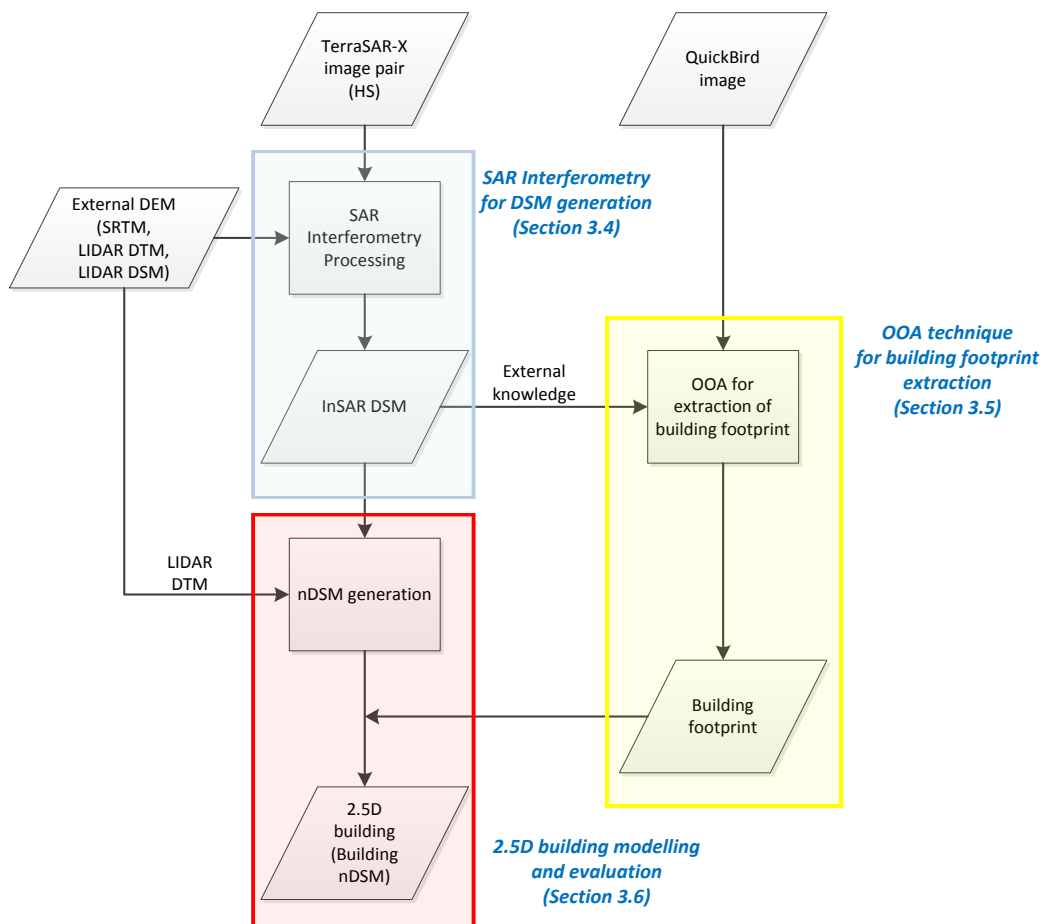 TerraSAR-X
image pair
(HS)
QuickBird
image
SAR Interferometry
for DSM generation
(Section 3.4)
External DEM
(SRTM,
LIDAR DTM,
LIDAR DSM)
SAR
Interferometry
Processing
OOA technique
for building footprint
extraction
(Section 3.5)
External
knowledge
InSAR DSM
OOA for
extraction of
building footprint
LIDAR
DTM
nDSM generation
Building
footprint
2.5D
building
(Building
nDSM)
2.5D building modelling
and evaluation
(Section 3.6)